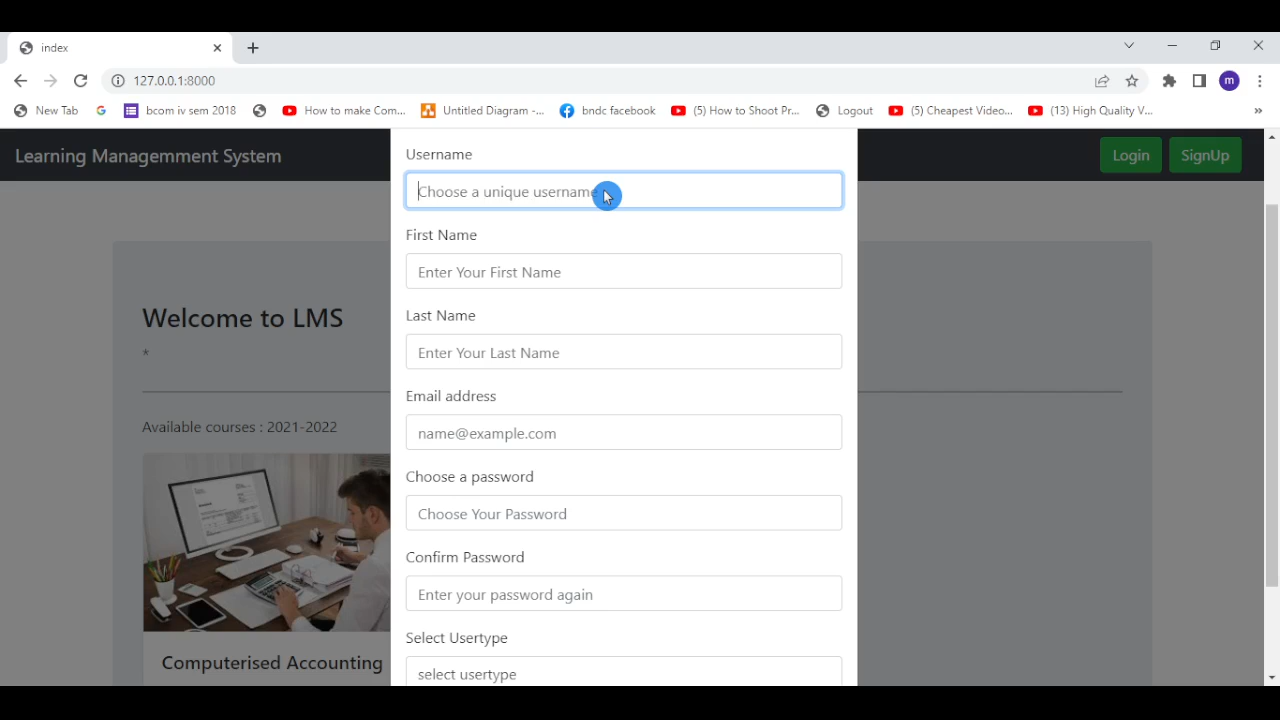 index
127.0.0.1:8000
m
New Tab
bcom iv sem 2018
How to make Com...
Untitled Diagram -...
bndc facebook
(5) How to Shoot Pr...
Logout
(5) Cheapest Video...
(13) High Quality V...
»
Learning Managemment System
Login
SignUp
Username
Choose a unique username
First Name
Enter Your First Name
Last Name
Enter Your Last Name
Email address
name@example.com
Choose a password
Choose Your Password
Confirm Password
Enter your password again
Select Usertype
select usertype
Welcome to LMS
*
Available courses : 2021-2022
Computerised Accounting